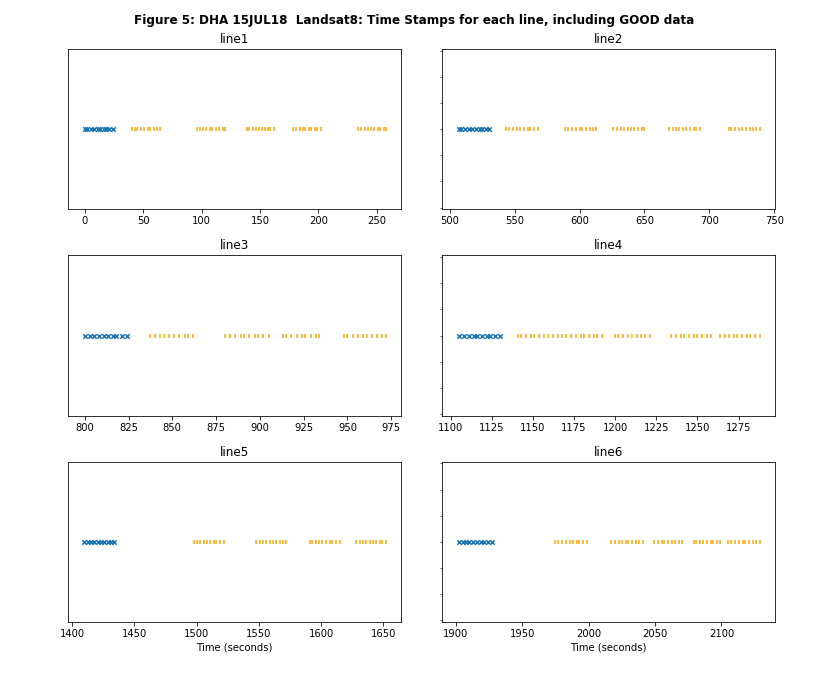 Figure 5: DHA 15JUL18  Landsat8: Time Stamps for each line, including GOOD data
line1
line2
0 50 100 150 200 250
500 550 600 650 700 750
line3
line4
800 825 850 875 900 925 950 975
1100 1125 1150 1175 1200 1225 1250 1275
line5
line6
1400 1450 1500 1550 1600 1650
1900 1950 2000 2050 2100
Time (seconds)
Time (seconds)